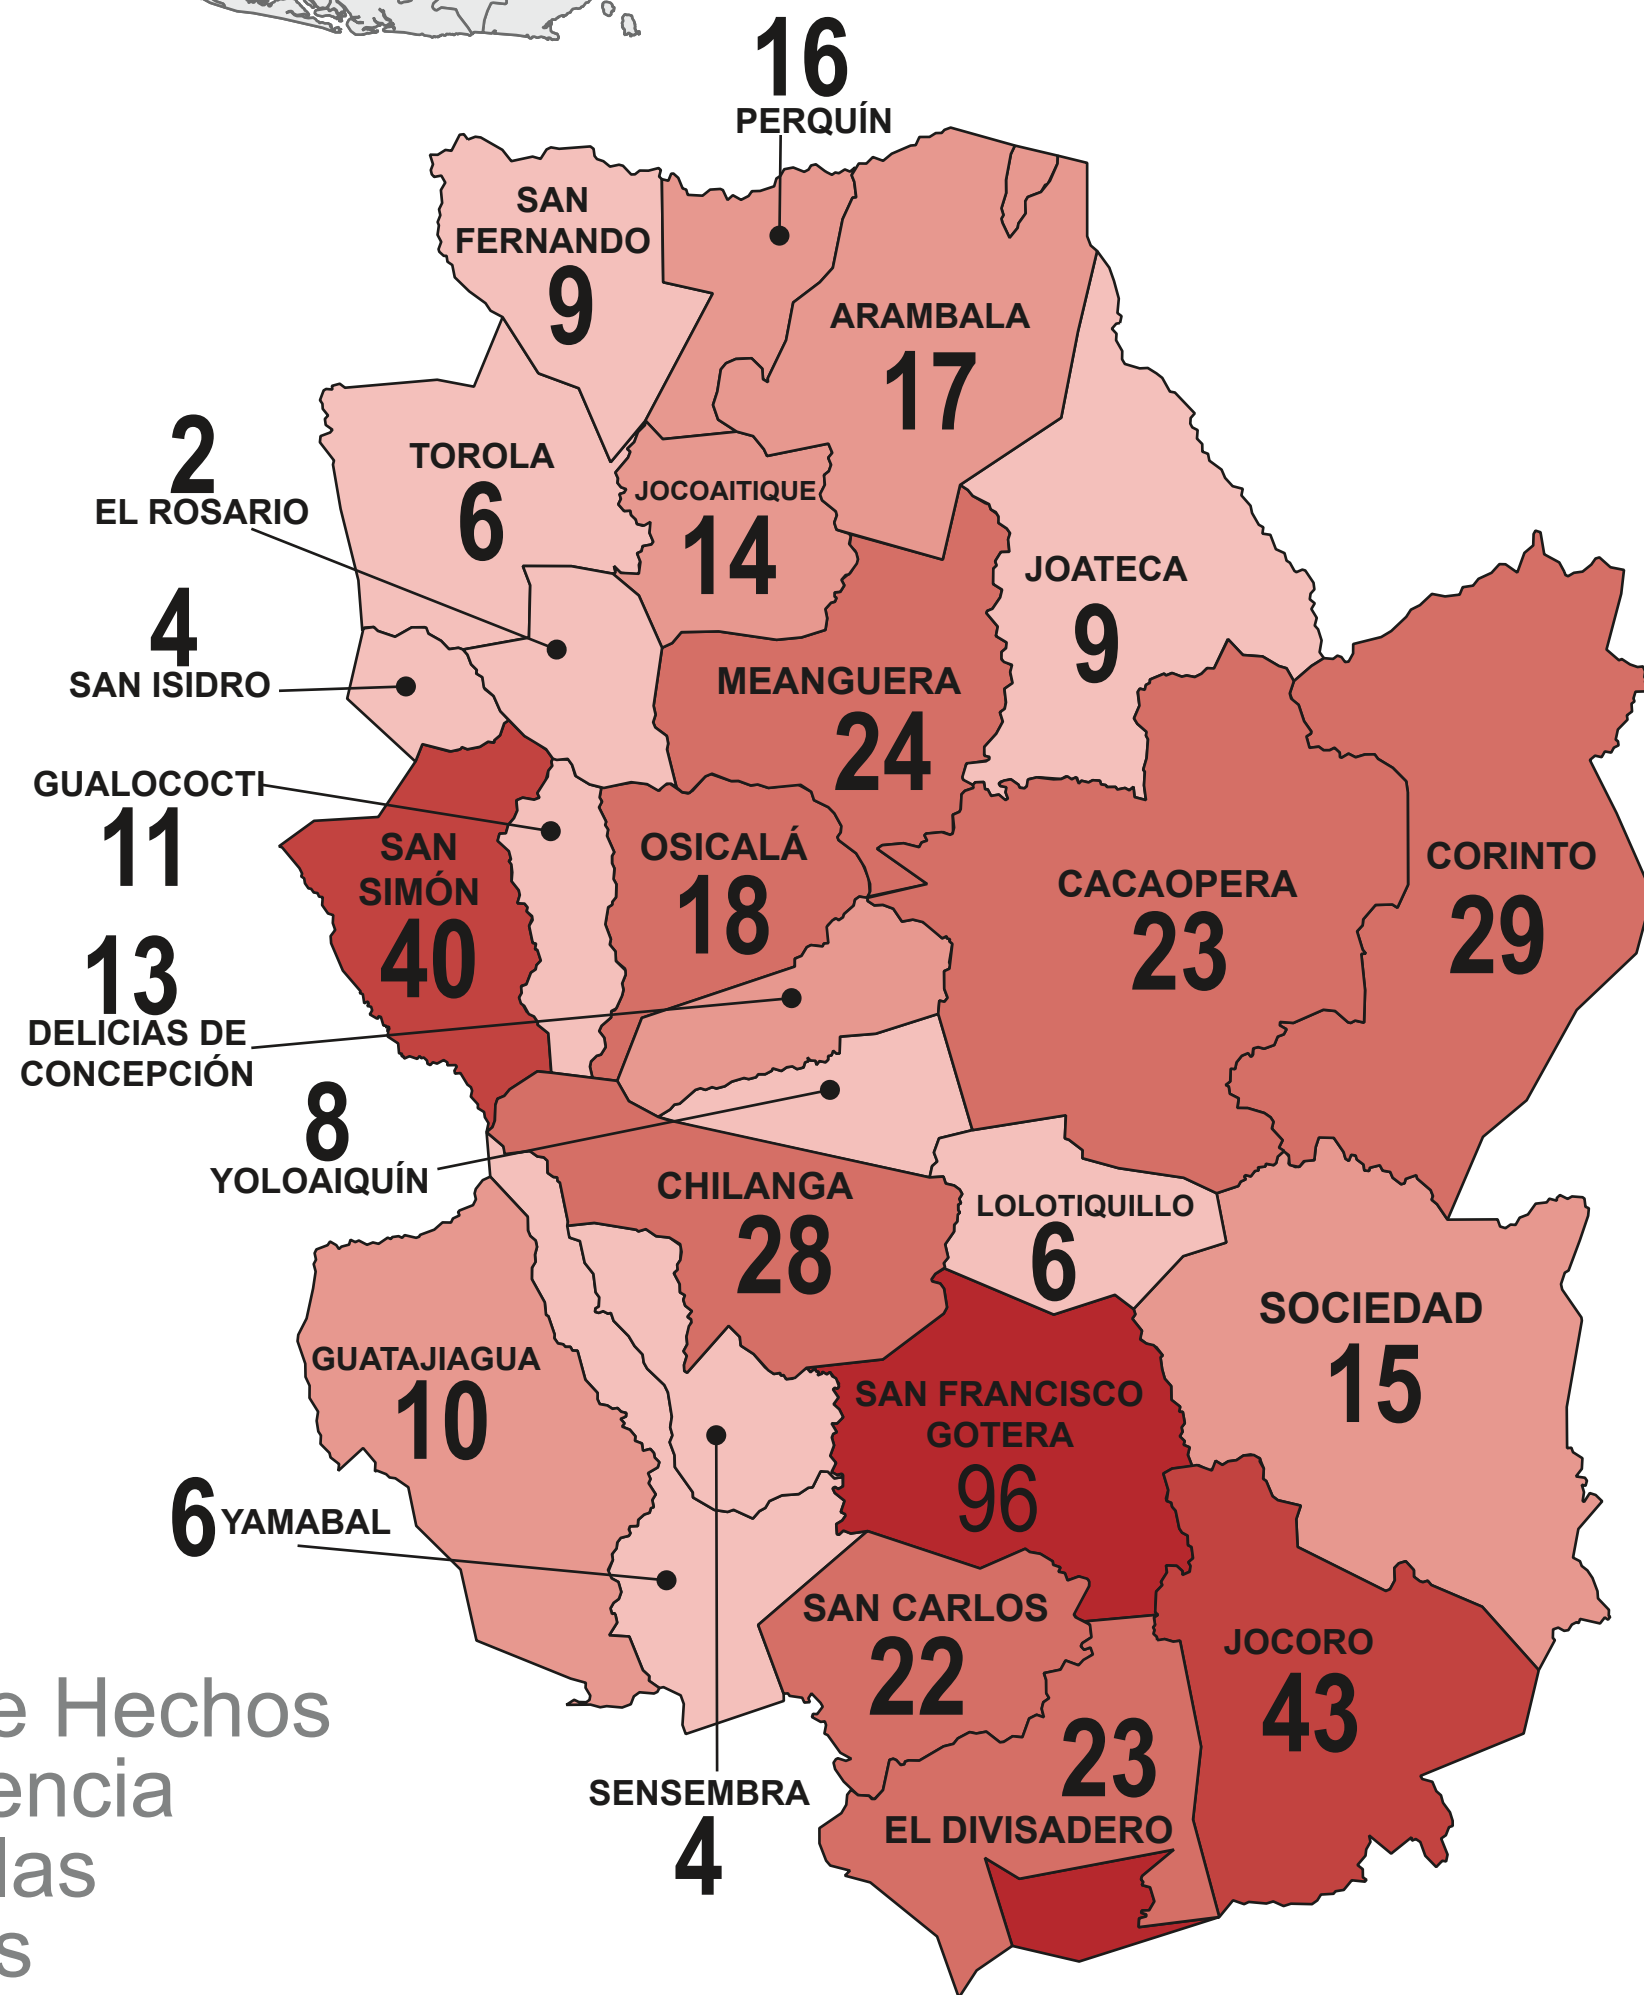 16
PERQUÍN
SAN
FERNANDO
9
ARAMBALA
17
2
EL ROSARIO
TOROLA
6
JOCOAITIQUE
14
4
SAN ISIDRO
JOATECA
9
MEANGUERA
24
GUALOCOCTI
11
SAN
SIMÓN
40
OSICALÁ
18
CACAOPERA
23
CORINTO
29
13
DELICIAS DE
CONCEPCIÓN
8
YOLOAIQUÍN
CHILANGA
28
LOLOTIQUILLO
6
SOCIEDAD
15
GUATAJIAGUA
10
SAN FRANCISCO
GOTERA
96
6 YAMABAL
SAN CARLOS
22
JOCORO
43
23
EL DIVISADERO
SENSEMBRA
4
e Hechos
encia
las
s